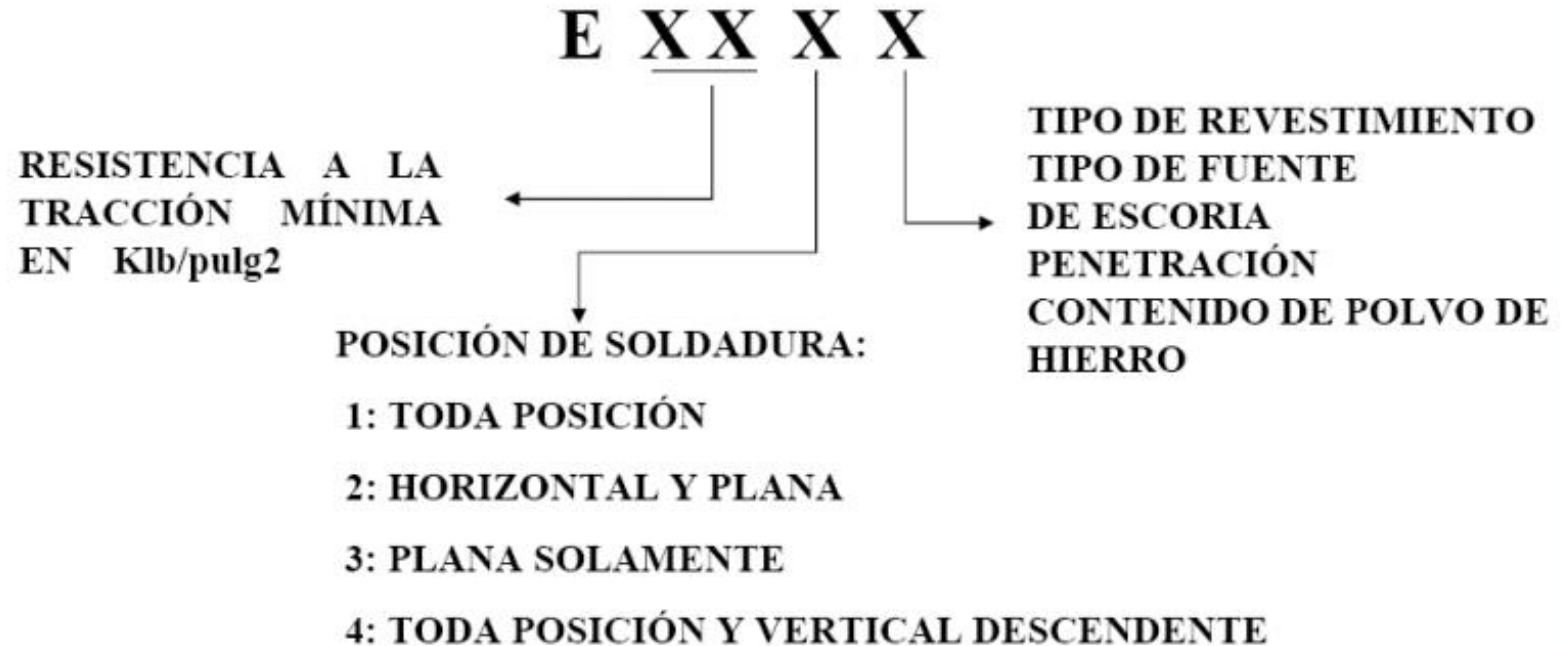 E XX X X
RESISTENCIA A LA
TRACCIÓN MÍNIMA
EN Klb/pulg2
TIPO DE REVESTIMIENTO
TIPO DE FUENTE
DE ESCORIA
PENETRACIÓN
CONTENIDO DE POLVO DE
HIERRO
POSICIÓN DE SOLDADURA:
1: TODA POSICIÓN
2: HORIZONTAL Y PLANA
3: PLANA SOLAMENTE
4: TODA POSICIÓN Y VERTICAL DESCENDENTE